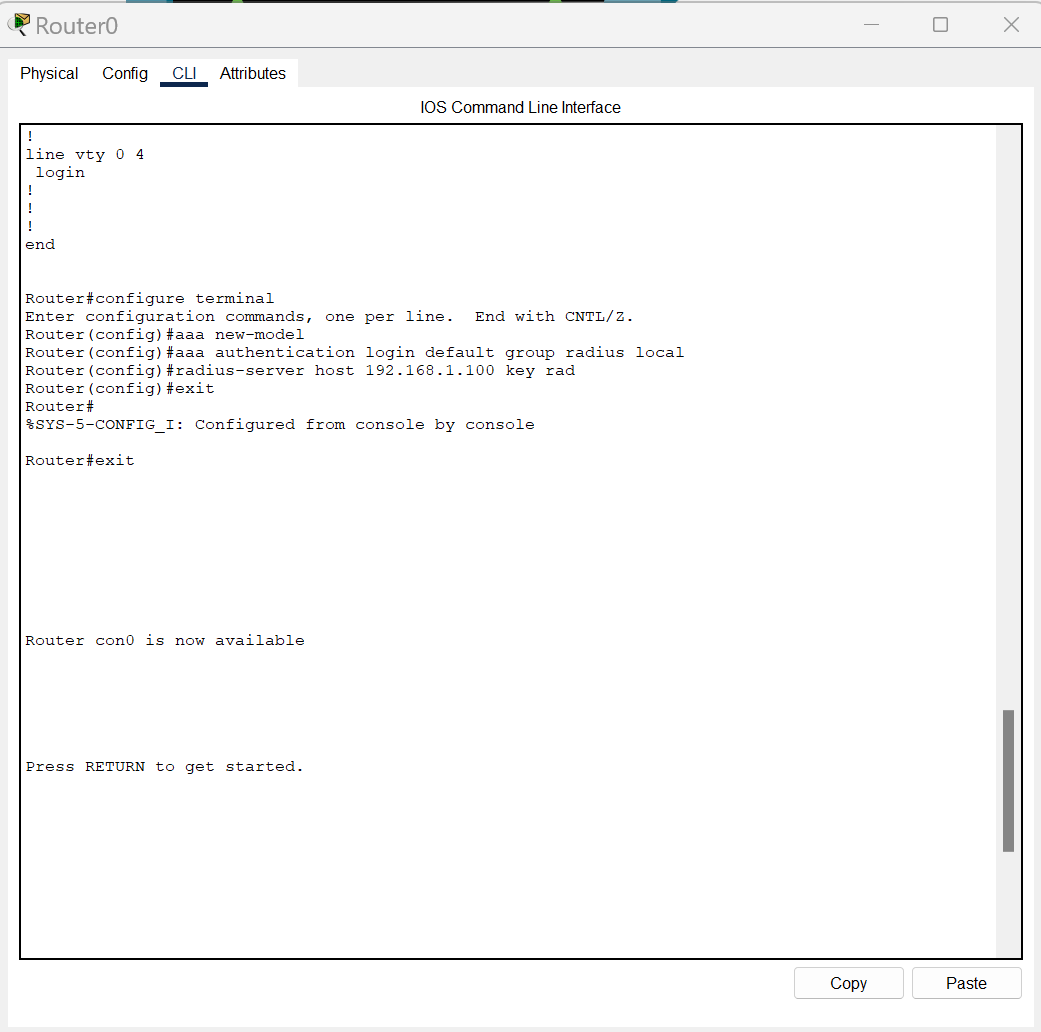 Router0
Physical Config CLI Attributes
IOS Command Line Interface
!
line vty 0 4
 login
!
!
!
end
Router#configure terminal
Enter configuration commands, one per line.  End with CNTL/Z.
Router(config)#aaa new-model
Router(config)#aaa authentication login default group radius local
Router(config)#radius-server host 192.168.1.100 key rad
Router(config)#exit
Router#
%SYS-5-CONFIG_I: Configured from console by console
Router#exit
Router con0 is now available
Press RETURN to get started.
Copy Paste